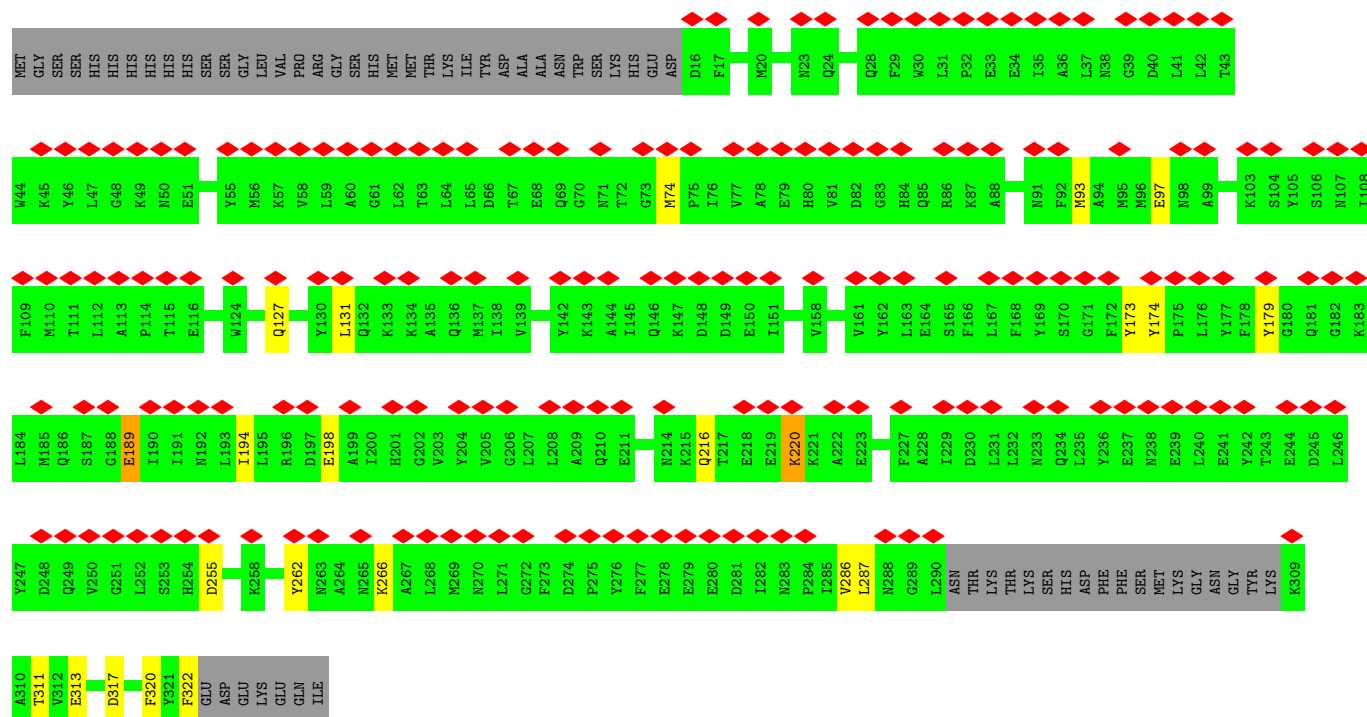 MET GLY SER SER HIS HIS HIS HIS HIS HIS SER SER GLY LEU VAL PRO ARG GLY SER HIS MET MET THR LYS ILE TYR ASP ALA ALA ASN TRP SER LYS HIS GLU ASP D16 F17 M20 N23 Q24 Q28 F29 W30 L31 P32 E33 E34 I35 A36 L37 N38 G39 D40 L41 L42 T43
W44 K45 Y46 L47 G48 K49 N50 E51 Y55 M56 K57 V58 L59 A60 G61 L62 T63 L64 L65 D66 T67 E68 Q69 G70 N71 T72 G73 M74 P75 I76 V77 A78 E79 H80 V81 D82 G83 H84 Q85 R86 K87 A88 N91 F92 M93 A94 M95 M96 E97 N98 A99 K103 S104 Y105 S106 N107 I108
F109 M110 T111 L112 A113 P114 T115 E116 W124 Q127 Y130 L131 Q132 K133 K134 A135 Q136 M137 I138 V139 Y142 K143 A144 I145 Q146 K147 D148 D149 E150 I151 V158 V161 Y162 L163 E164 S165 F166 L167 F168 Y169 S170 G171 F172 Y173 Y174 P175 L176 Y177 F178 Y179 G180 Q181 G182 K183
L184 M185 Q186 S187 G188 E189 I190 I191 N192 L193 I194 L195 R196 D197 E198 A199 I200 H201 G202 V203 Y204 V205 G206 L207 L208 A209 Q210 E211 N214 K215 Q216 T217 E218 E219 K220 K221 A222 E223 F227 A228 I229 D230 L231 L232 N233 Q234 L235 Y236 E237 N238 E239 L240 E241 Y242 T243 E244 D245 L246
Y247 D248 Q249 V250 G251 L252 S253 H254 D255 K258 Y262 N263 A264 N265 K266 A267 L268 M269 N270 L271 G272 F273 D274 P275 Y276 F277 E278 E279 E280 D281 I282 N283 P284 I285 V286 L287 N288 G289 L290 ASN THR LYS THR LYS SER HIS ASP PHE PHE SER MET LYS GLY ASN GLY TYR LYS K309
A310 T311 V312 E313 D317 F320 Y321 F322 GLU ASP GLU LYS GLU GLN ILE